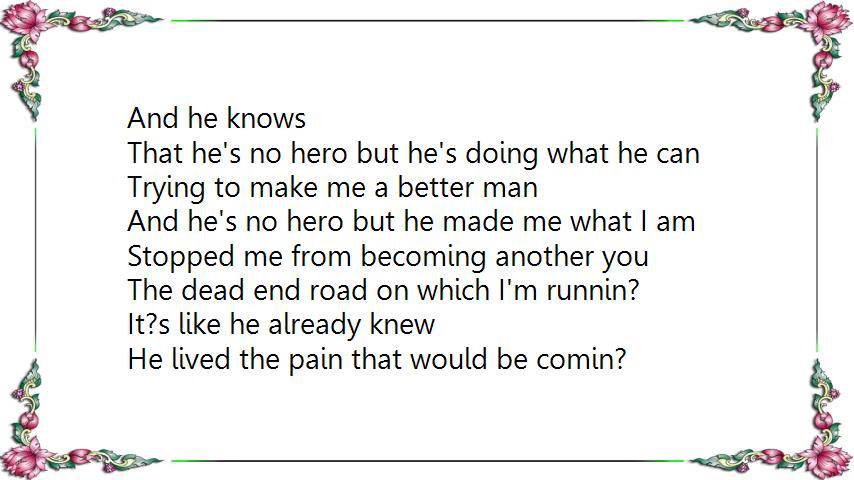 And he knows
That he's no hero but he's doing what he can
Trying to make me a better man
And he's no hero but he made me what I am
Stopped me from becoming another you
The dead end road on which I'm runnin?
It?s like he already knew
He lived the pain that would be comin?